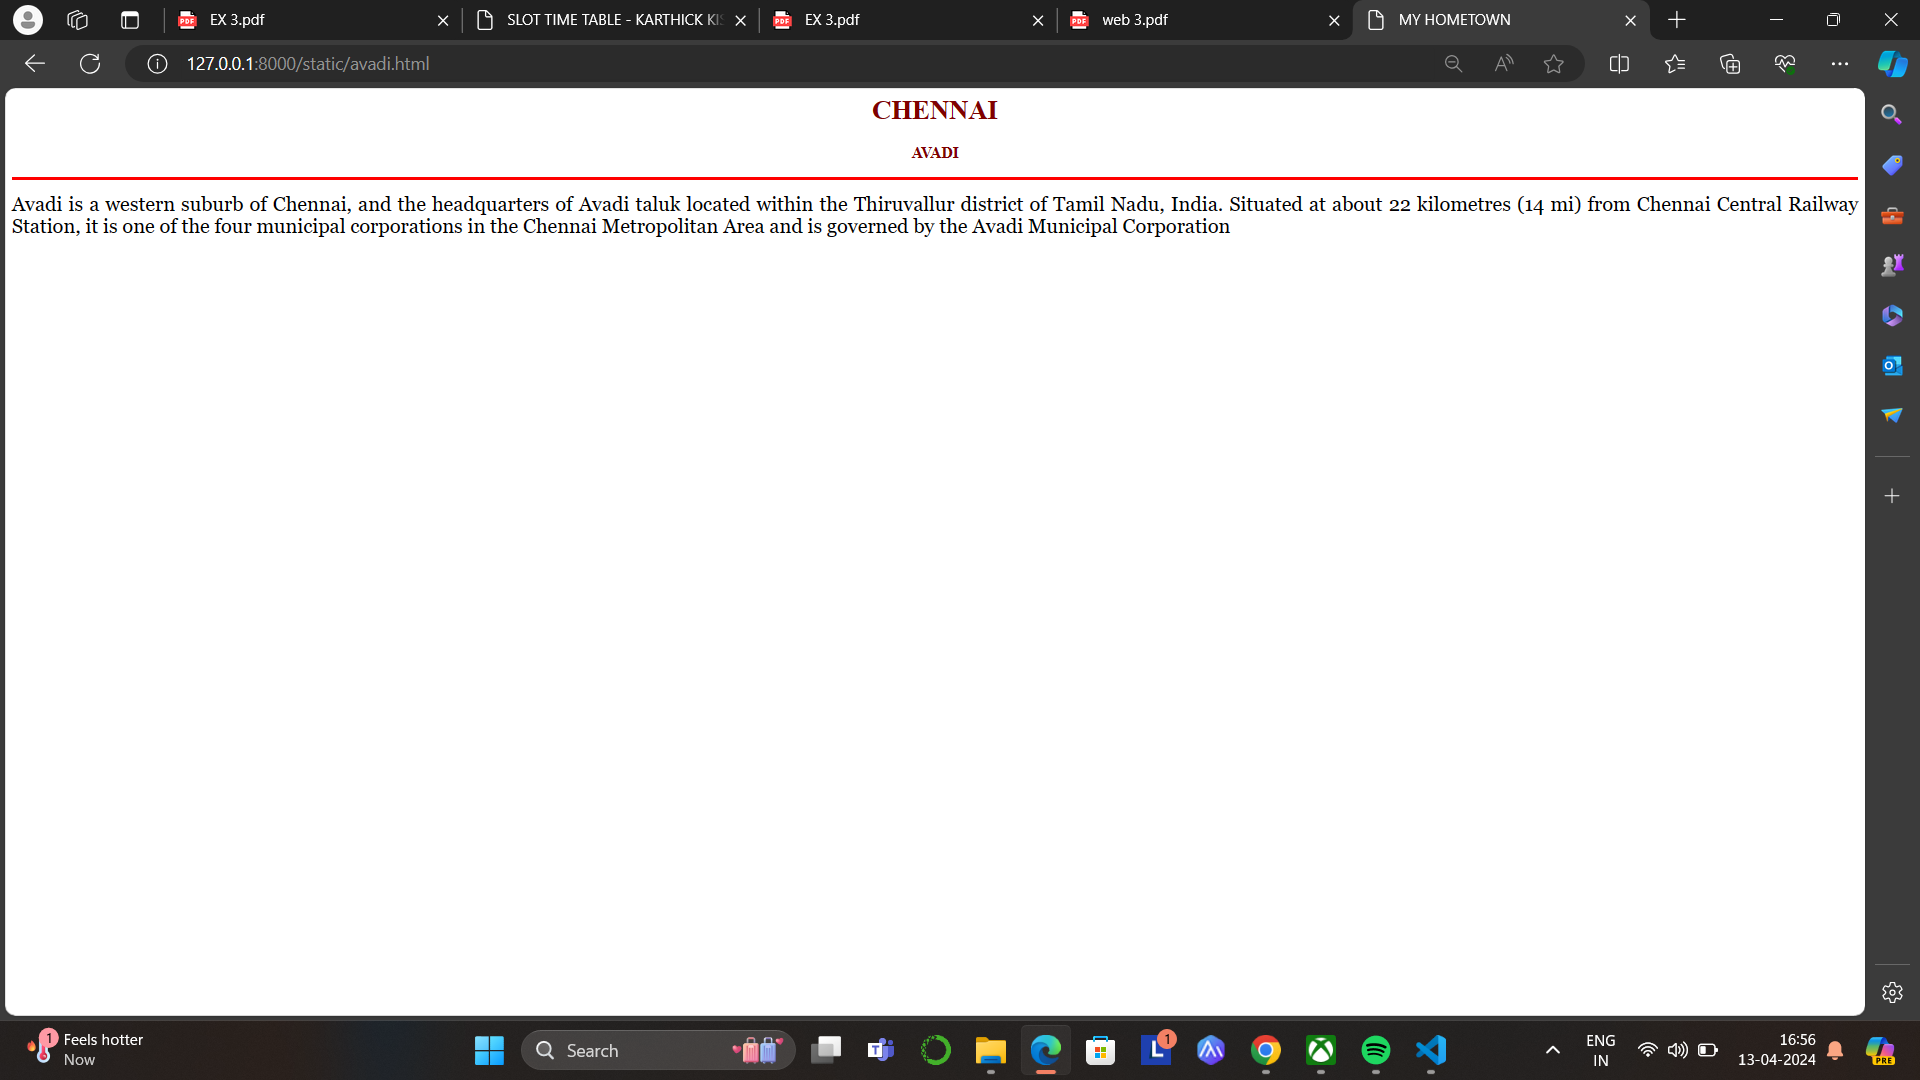 EX 3.pdf
SLOT TIME TABLE - KARTHICK KIS
EX 3.pdf
web 3.pdf
MY HOMETOWN
127.0.0.1:8000/static/avadi.html
CHENNAI
AVADI
Avadi is a western suburb of Chennai, and the headquarters of Avadi taluk located within the Thiruvallur district of Tamil Nadu, India. Situated at about 22 kilometres (14 mi) from Chennai Central Railway
Station, it is one of the four municipal corporations in the Chennai Metropolitan Area and is governed by the Avadi Municipal Corporation
1
Feels hotter
Now
Search
1
ENG
IN
16:56
13-04-2024
PRE